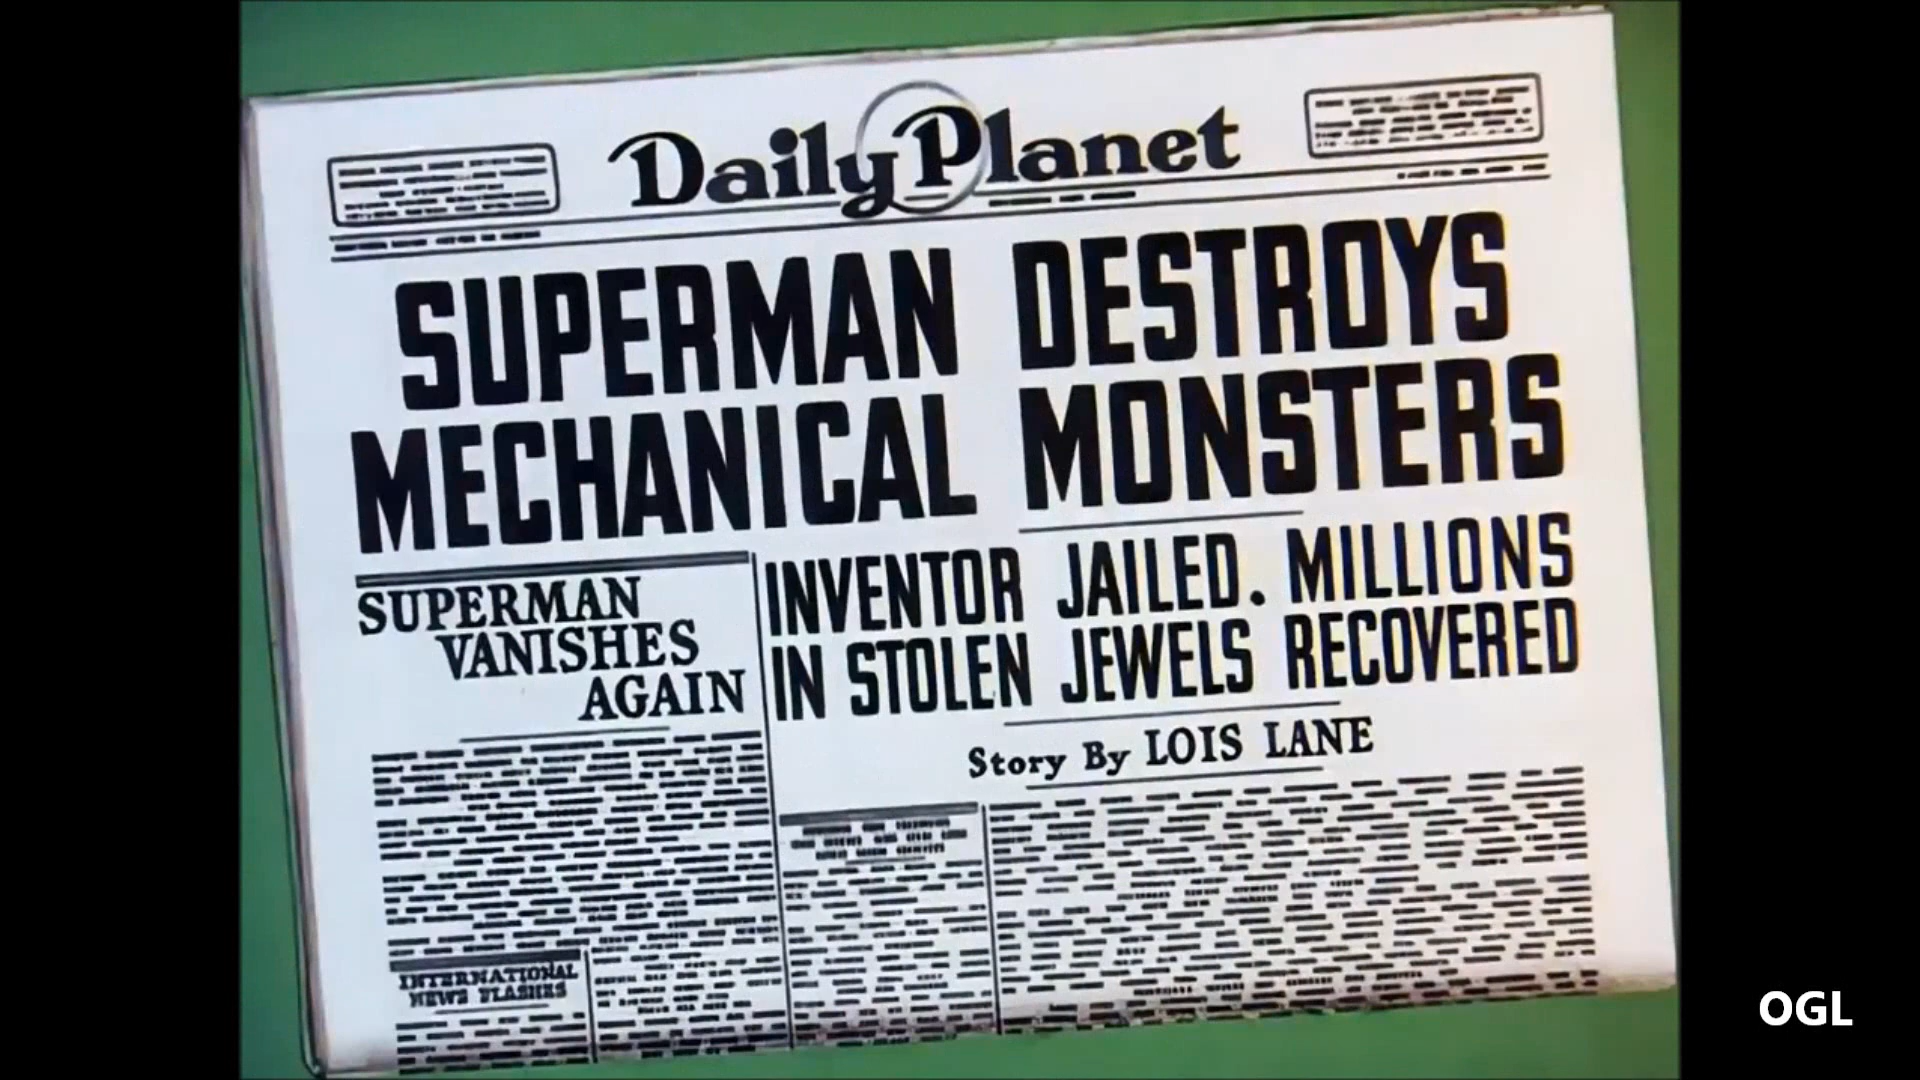 Daily Planet
SUPERMAN DESTROYS
MECHANICAL MONSTERS
SUPERMAN
VANISHES
AGAIN
INVENTOR JAILED. MILLIONS
IN STOLEN JEWELS RECOVERED
Story By LOIS LANE
INTERNATIONAL
NEWS FLASHES
OGL